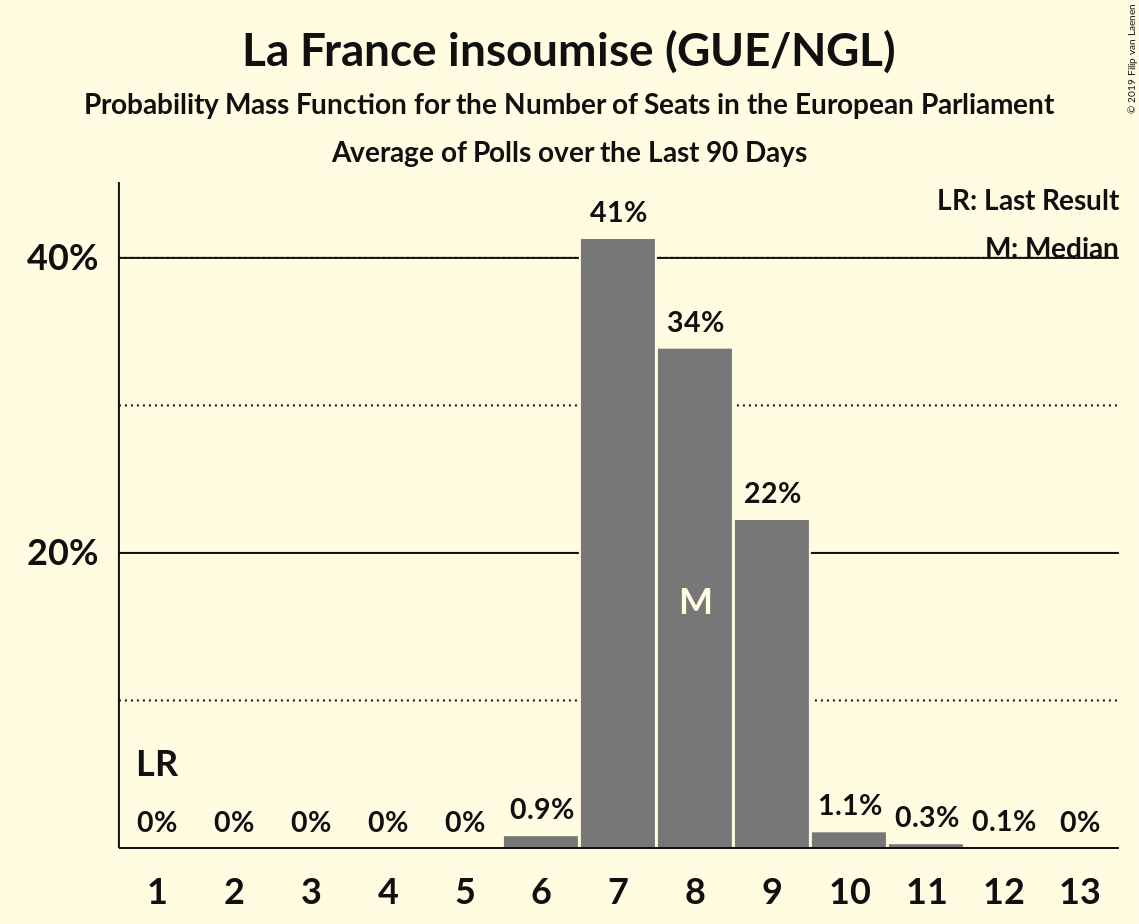 La France insoumise (GUE/NGL)
Probability Mass Function for the Number of Seats in the European Parliament
Average of Polls over the Last 90 Days
© 2019 Filip van Laenen
LR: Last Result
M: Median
41%
40%
34%
22%
20%
M
LR
0% 0% 0% 0% 0% 0.9% 1.1% 0.3% 0.1% 0%
1 2 3 4 5 6 7 8 9 10 11 12 13